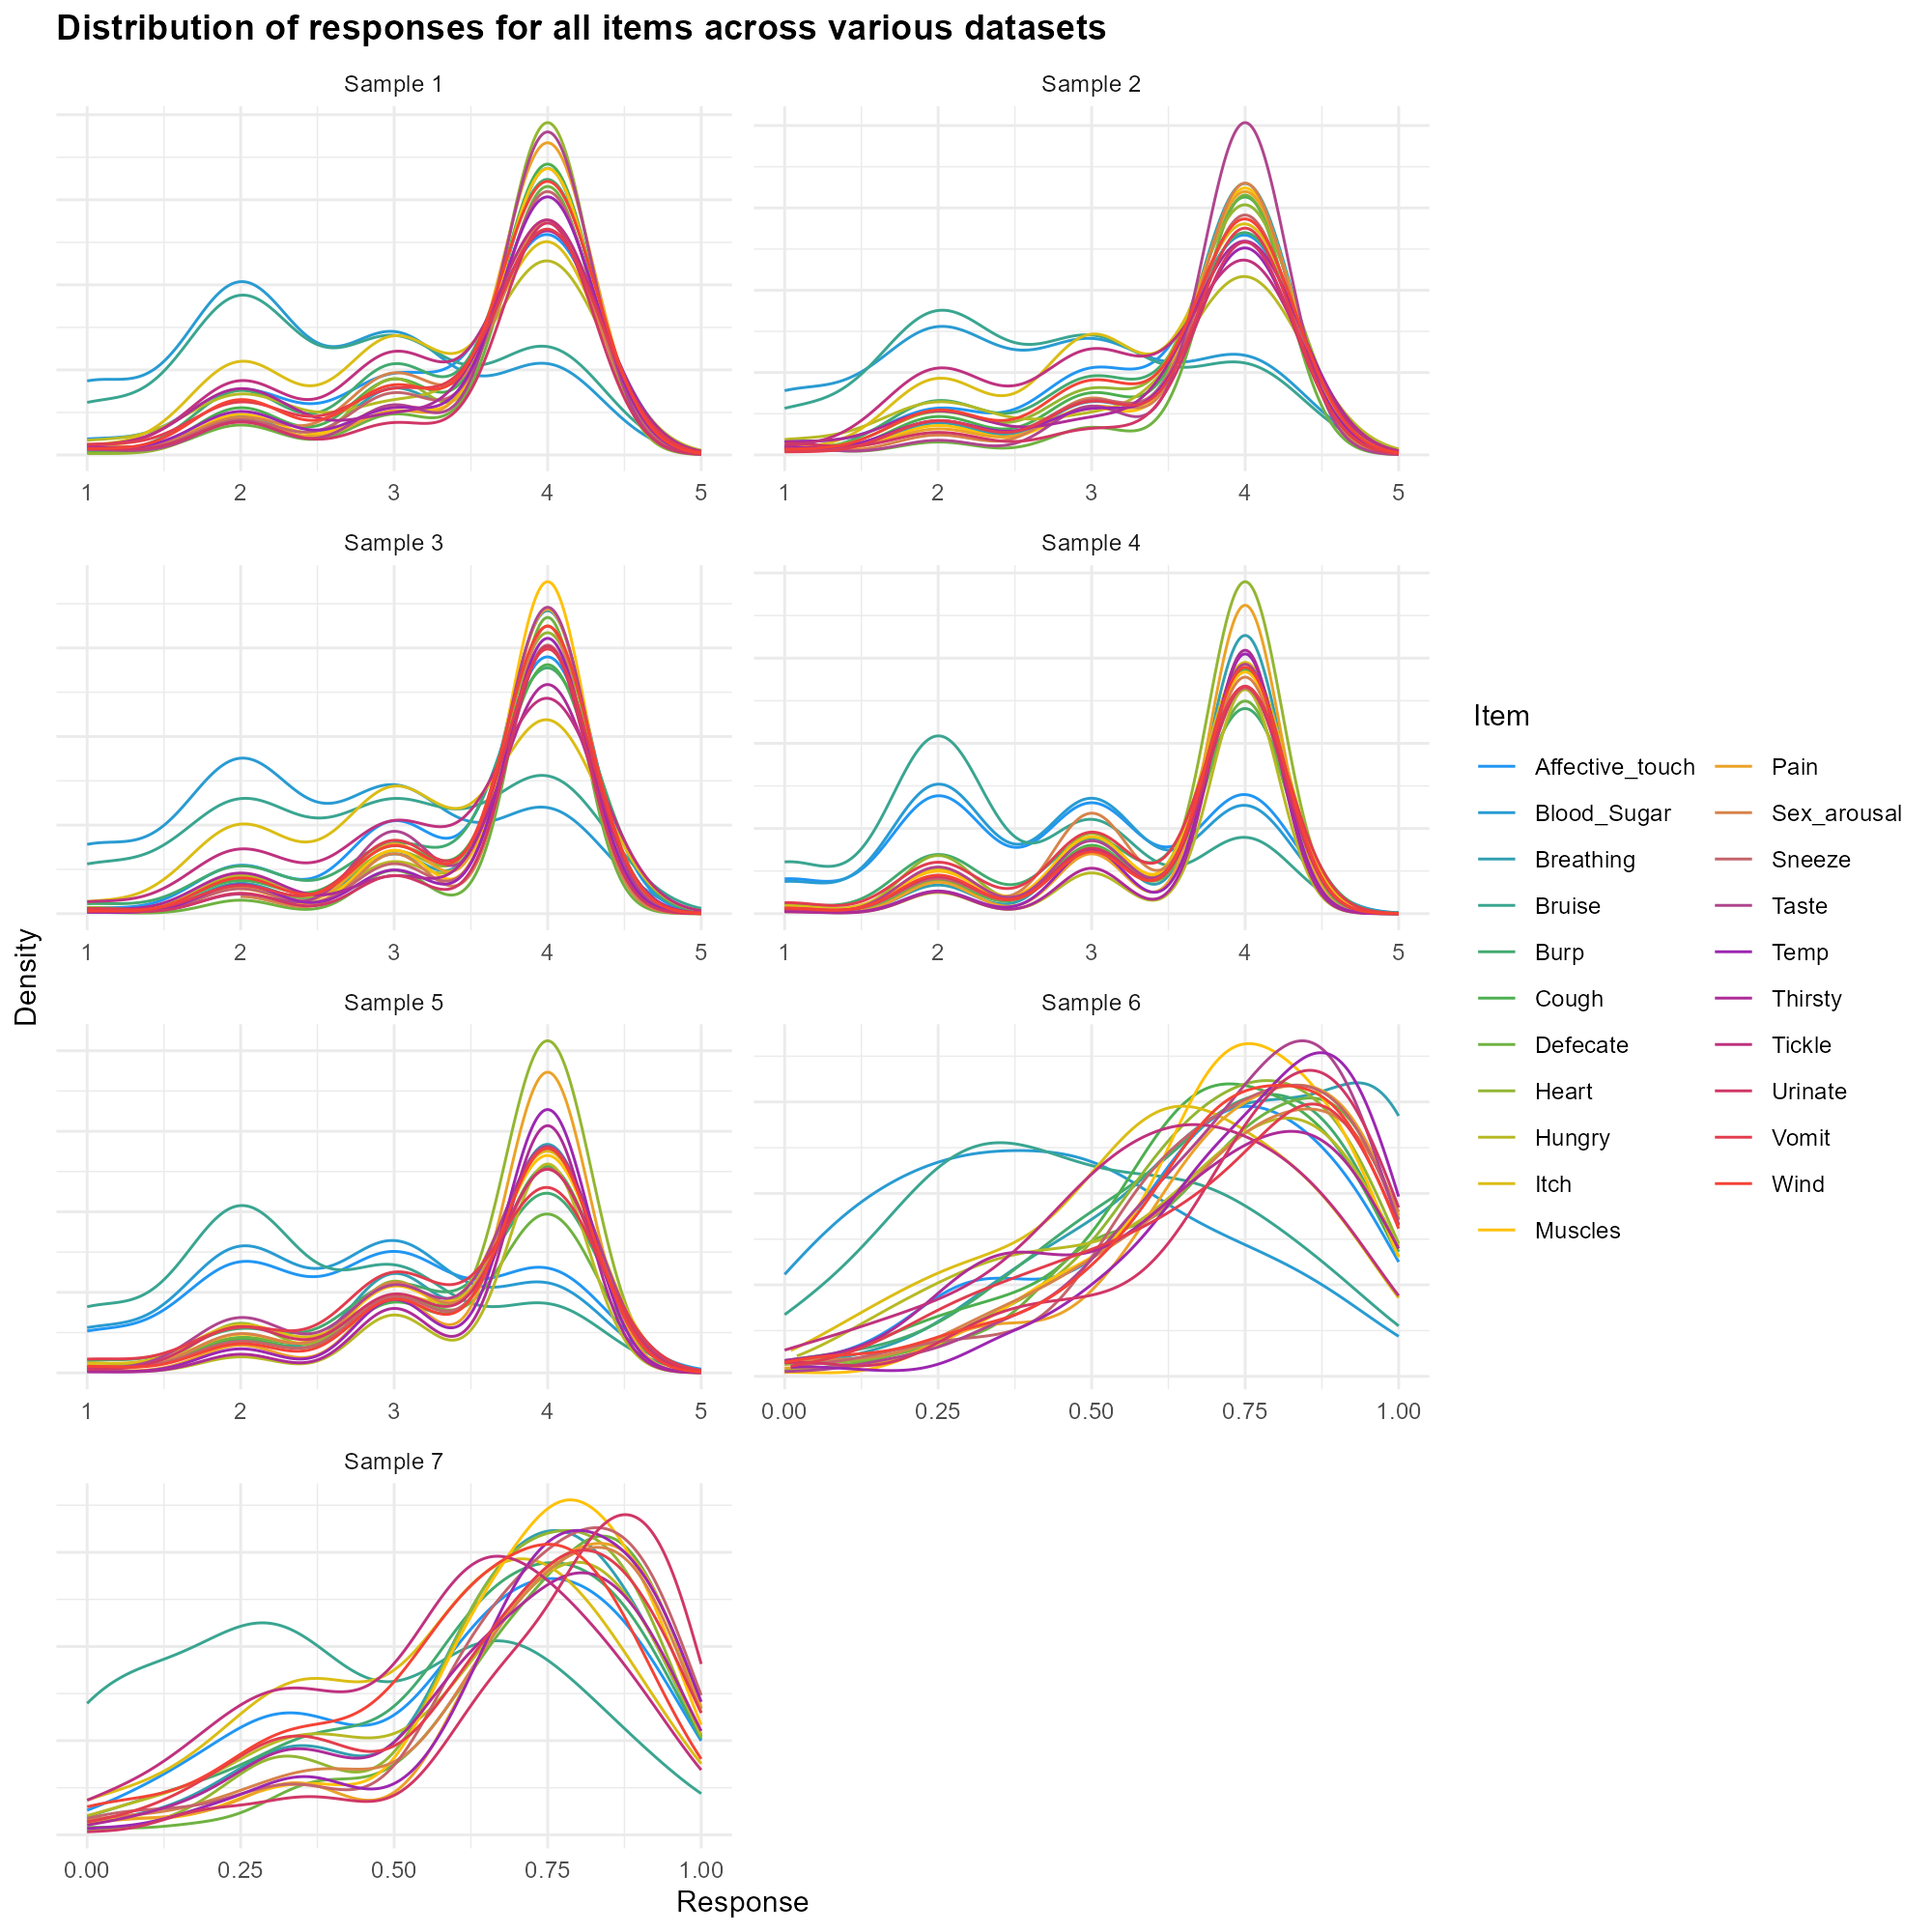 Distribution of responses for all items across various datasets
Sample 1
Sample 2
1 2 3 4 5
1 2 3 4 5
Sample 3
Sample 4
1 2 3 4 5
1 2 3 4 5
Sample 5
Sample 6
1 2 3 4 5
0.00 0.25 0.50 0.75 1.00
Sample 7
0.00 0.25 0.50 0.75 1.00
Response
Density
Item
Affective_touch
Blood_Sugar
Breathing
Bruise
Burp
Cough
Defecate
Heart
Hungry
Itch
Muscles
Pain
Sex_arousal
Sneeze
Taste
Temp
Thirsty
Tickle
Urinate
Vomit
Wind